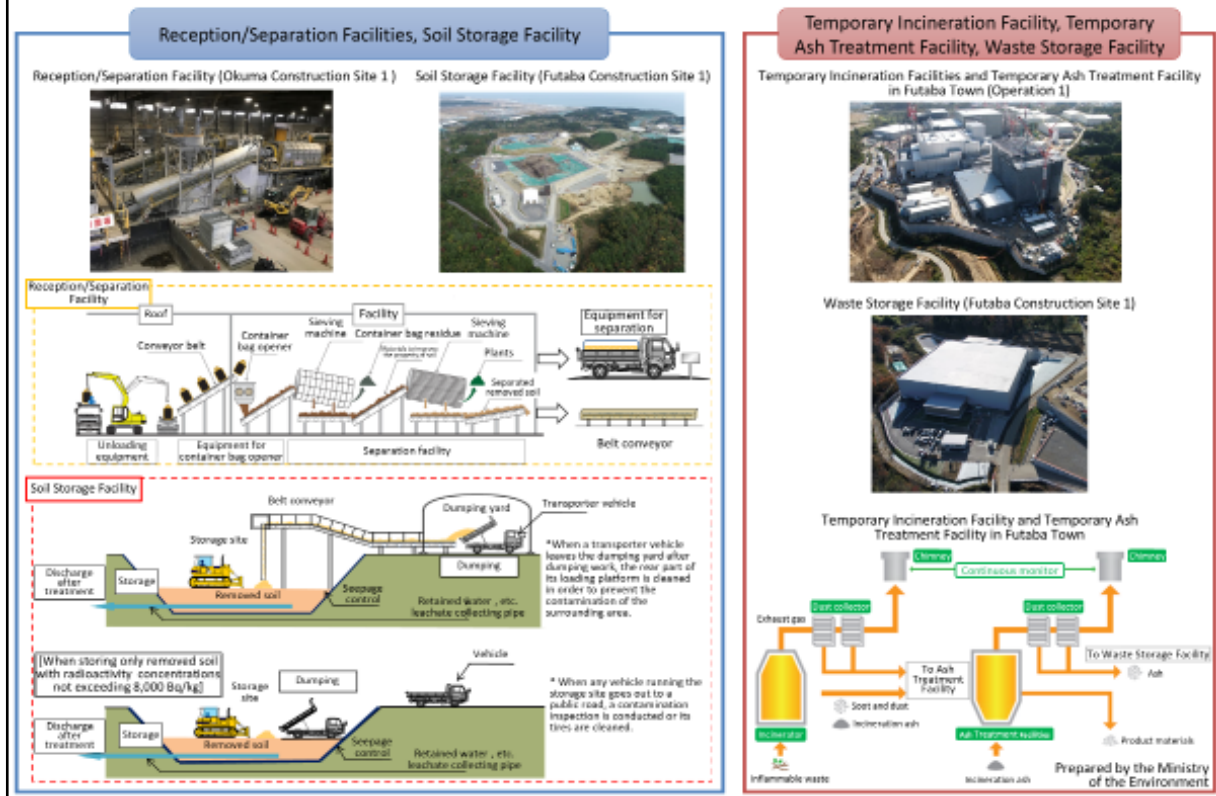 Reception/Separation Facilities, Soil Storage Facility
Reception/Separation Facility (Okuma Construction Site 1 )
Soil Storage Facility (Futaba Construction Site 1)
Reception/Separation
Facility
Roof
Facility
Conveyor belt
Container
bag opener
Sieving
machine
Container bag residue
Materials to improve
the property of soil
Sieving
machine
Plants
Separated
removed soil
Equipment for
separation
Belt conveyor
Unloading
equipment
Equipment for
container bag opener
Separation facility
Soil Storage Facility
Belt conveyor
Dumping yard
Transporter vehicle
Storage site
Dumping
Discharge
after
treatment
Storage
Removed soil
Seepage
control
Retained water , etc.
leachate collecting pipe
*When a transporter vehicle
leaves the dumping yard after
dumping work, the rear part of
its loading platform is cleaned
in order to prevent the
contamination of the
surrounding area.
[When storing only removed soil
with radioactivity concentrations
not exceeding 8,000 Bq/kg]
Storage
site
Dumping
Vehicle
Discharge
after
treatment
Storage
Removed soil
Seepage
control
Retained water , etc.
leachate collecting pipe
* When any vehicle running the
storage site goes out to a
public road, a contamination
inspection is conducted or its
tires are cleaned.
Temporary Incineration Facility, Temporary
Ash Treatment Facility, Waste Storage Facility
Temporary Incineration Facilities and Temporary Ash Treatment Facility
in Futaba Town (Operation 1)
Waste Storage Facility (Futaba Construction Site 1)
Temporary Incineration Facility and Temporary Ash
Treatment Facility in Futaba Town
Chimney
Continuous monitor
Chimney
Exhaust gas
Dust collector
Dust collector
To Ash
Treatment
Facility
Soot and dust
Incineration ash
To Waste Storage Facility
Ash
Incinerator
Ash Treatment Facilities
Product materials
Inflammable waste
Incineration ash
Prepared by the Ministry
of the Environment